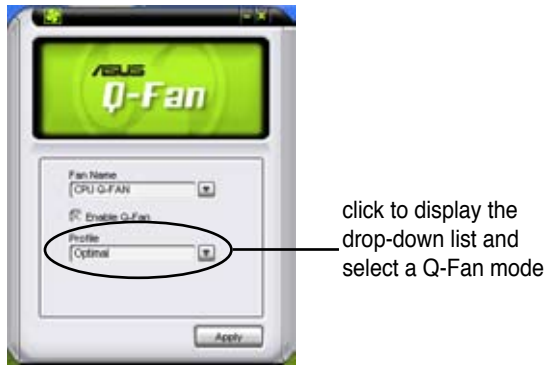 ASUS
Q-Fan
Fan Name
CPU Q-FAN
Enable Q-Fan
Profile
Optimal
Apply
click to display the
drop-down list and
select a Q-Fan mode